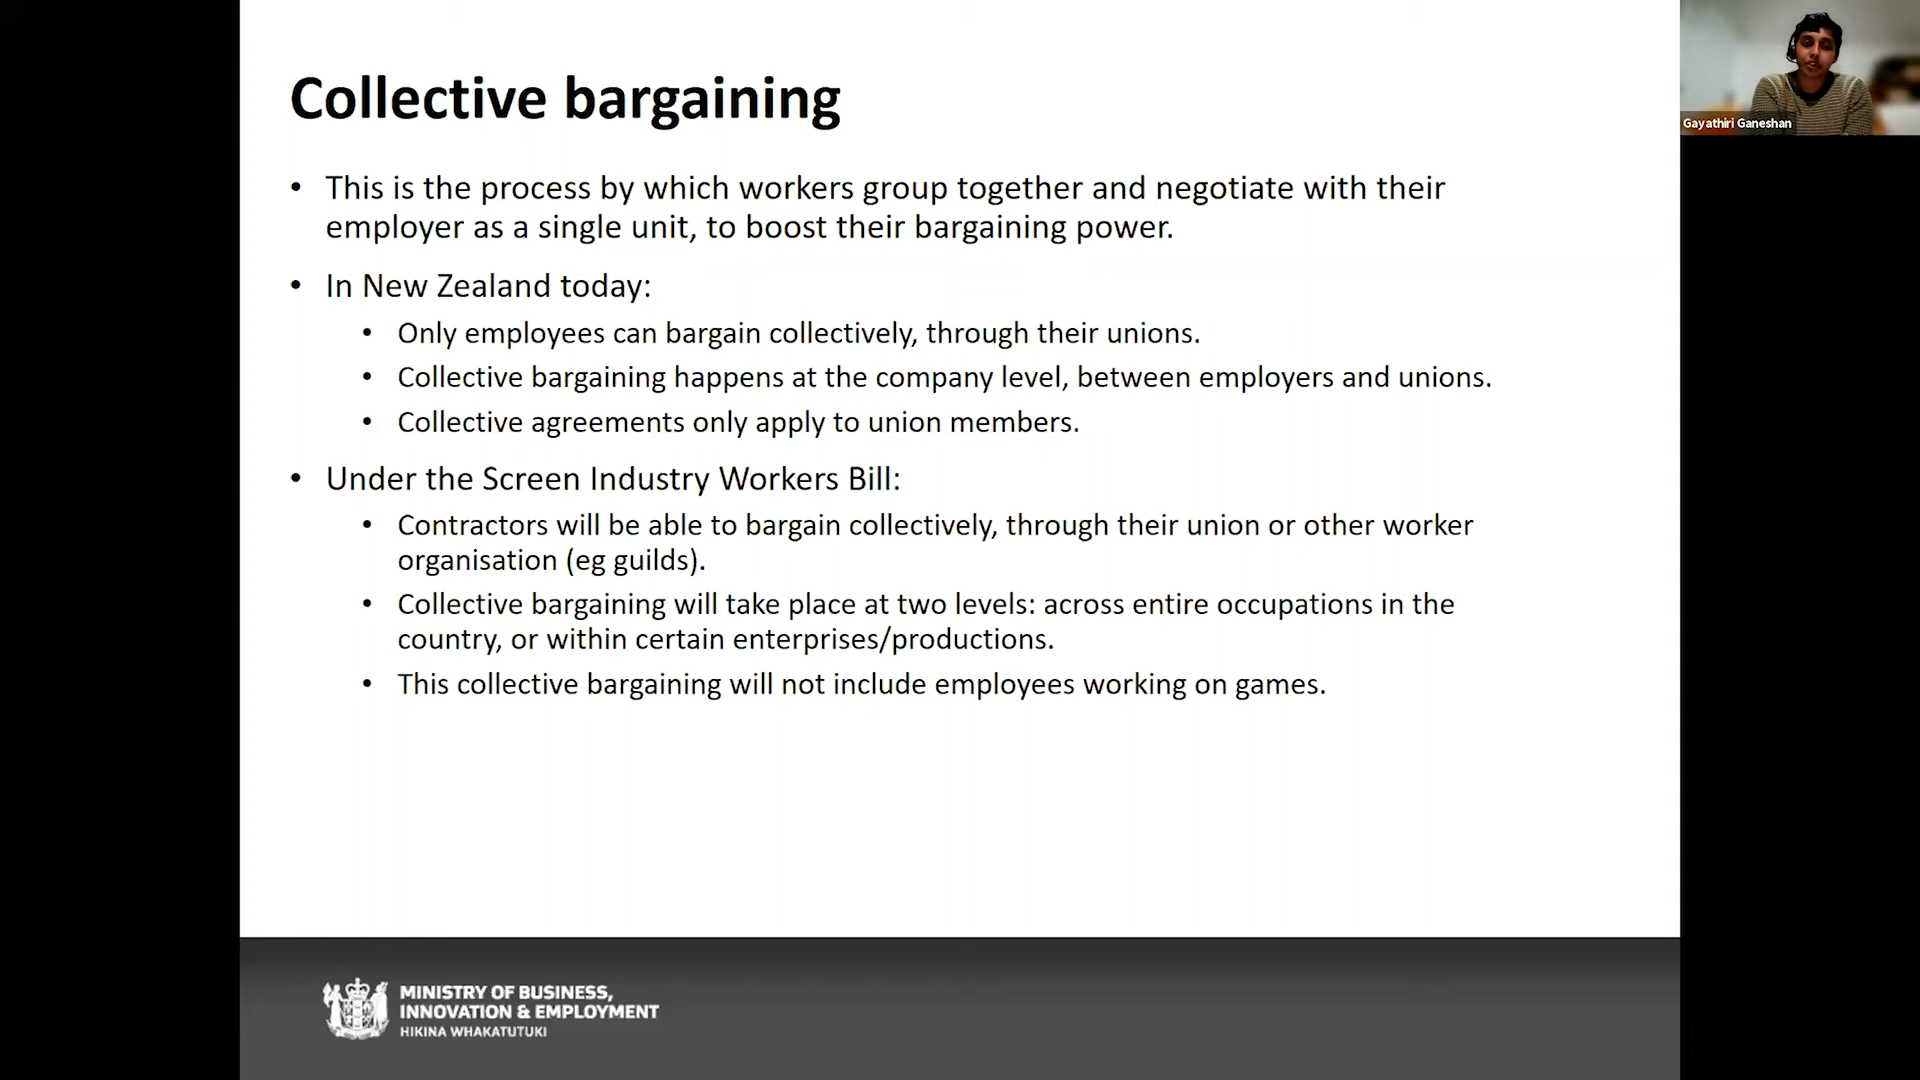 Collective bargaining
Gayathiri Ganeshan
• This is the process by which workers group together and negotiate with their
employer as a single unit, to boost their bargaining power.
• In New Zealand today:
• Only employees can bargain collectively, through their unions.
• Collective bargaining happens at the company level, between employers and unions.
• Collective agreements only apply to union members.
• Under the Screen Industry Workers Bill:
• Contractors will be able to bargain collectively, through their union or other worker
organisation (eg guilds).
• Collective bargaining will take place at two levels: across entire occupations in the
country, or within certain enterprises/productions.
• This collective bargaining will not include employees working on games.
MINISTRY OF BUSINESS,
INNOVATION & EMPLOYMENT
HIKINA WHAKATUTUKI